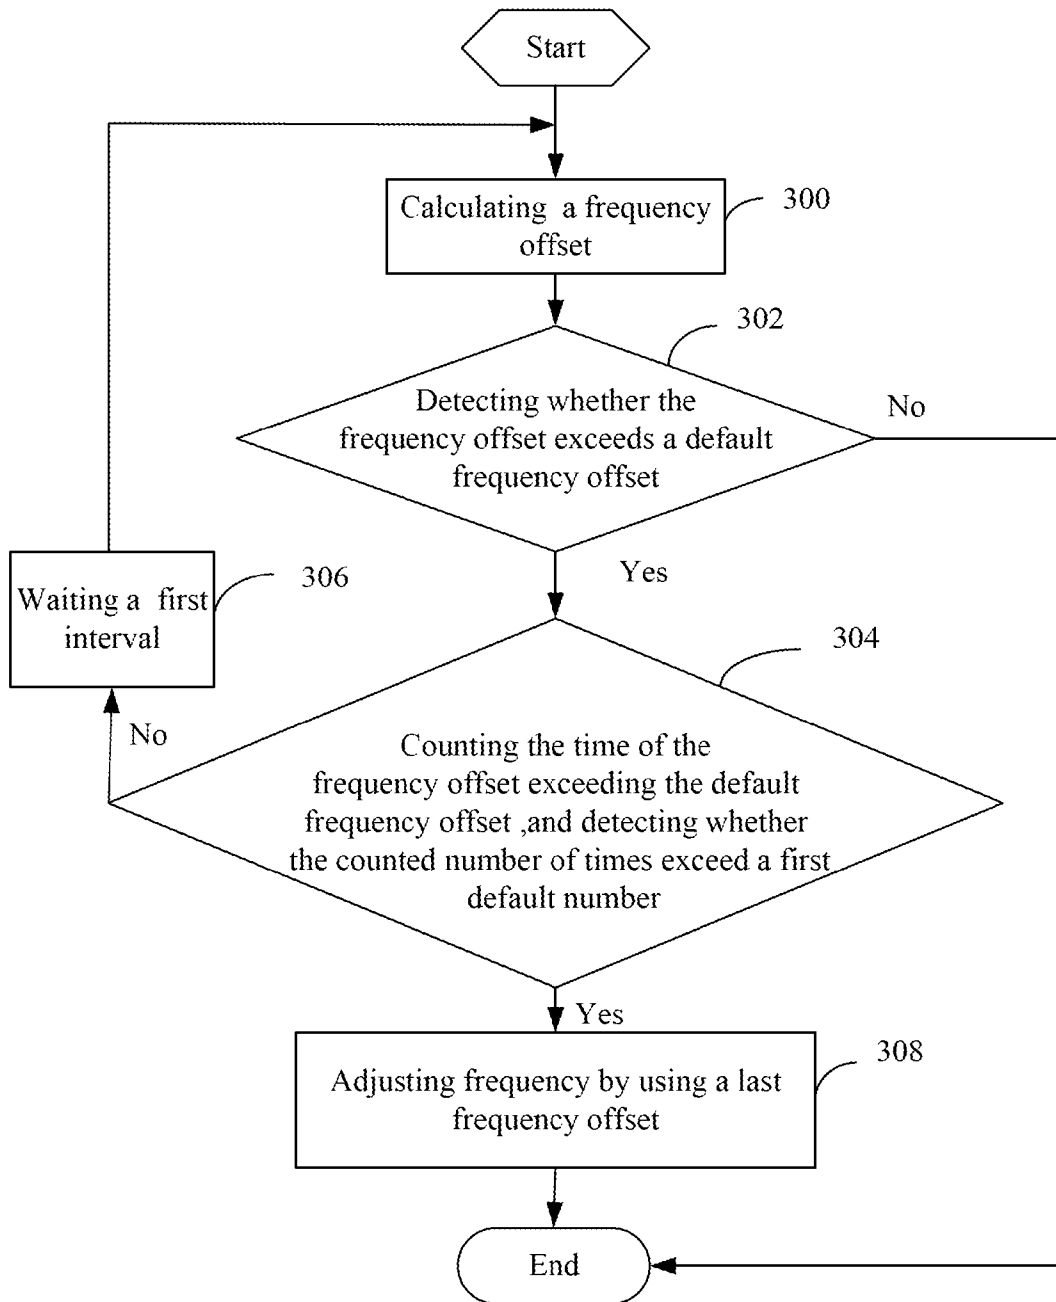 Start
Calculating a frequency
offset
300
302
Detecting whether the
frequency offset exceeds a default
frequency offset
No
Yes
Waiting a first
interval
306
304
No
Counting the time of the
frequency offset exceeding the default
frequency offset ,and detecting whether
the counted number of times exceed a first
default number
Yes
308
Adjusting frequency by using a last
frequency offset
End